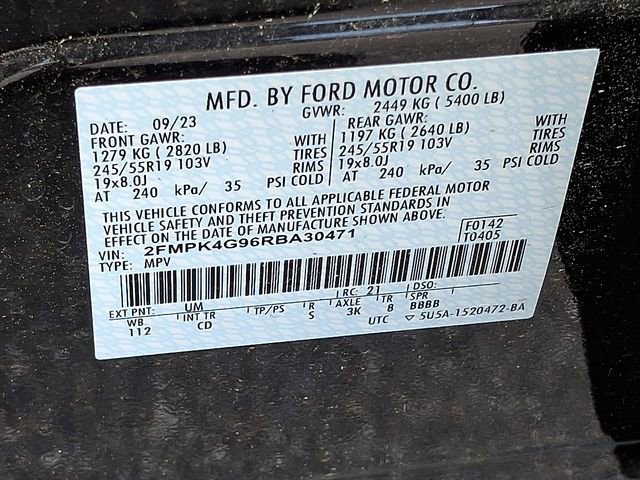 MFD. BY FORD MOTOR CO.
DATE: 09/23 GVWR: 2449 KG ( 5400 LB)
FRONT GAWR: REAR GAWR:
1279 KG ( 2820 LB) WITH 1197 KG ( 2640 LB) WITH
245/55R19 103V TIRES 245/55R19 103V TIRES
19x8.0J RIMS 19x8.0J RIMS
AT 240 kPa/ 35 PSI COLD AT 240 kPa/ 35 PSI COLD
THIS VEHICLE CONFORMS TO ALL APPLICABLE FEDERAL MOTOR
VEHICLE SAFETY AND THEFT PREVENTION STANDARDS IN
EFFECT ON THE DATE OF MANUFACTURE SHOWN ABOVE.
VIN: 2FMPK4G96RBA30471 F0142
TYPE: MPV T0405
EXT PNT: UM RC: 21 DSO:
WB INT TR TP/PS R AXLE TR SPR
112 CD S 3K 8 BBBB
UTC ▽ 5U5A-1520472-BA